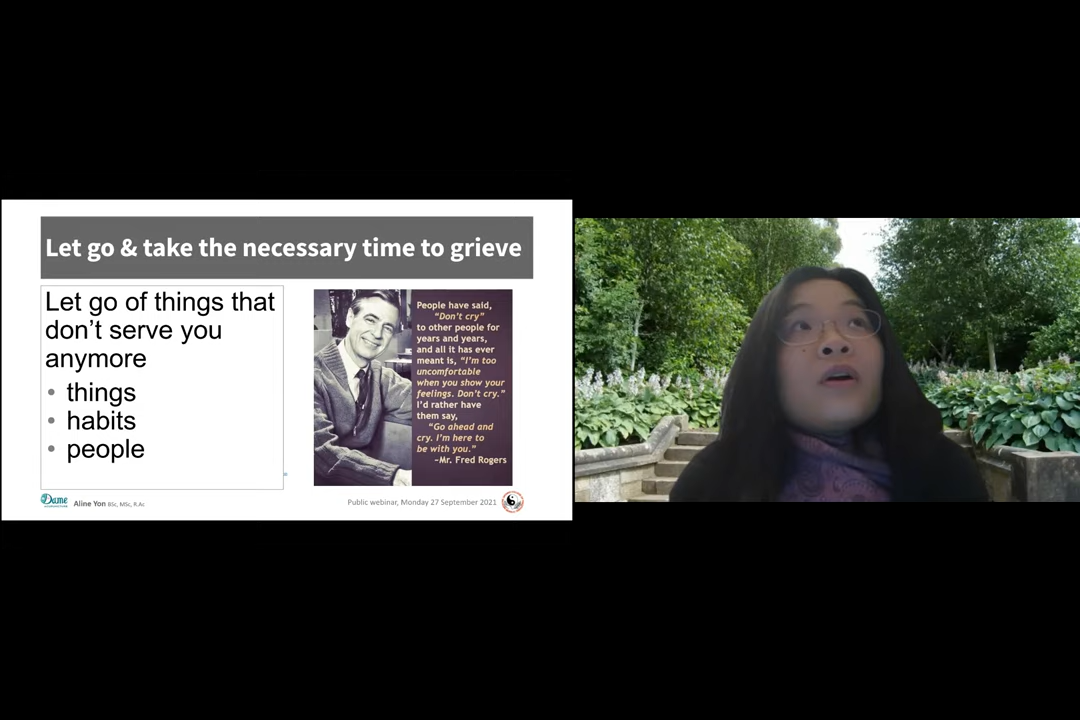 Let go & take the necessary time to grieve
Let go of things that
don't serve you
anymore
• things
• habits
• people
People have said,
"Don't cry"
to other people for
years and years,
and all it has ever
meant is, "I'm too
uncomfortable
when you show your
feelings. Don't cry."
I'd rather have
them say,
"Go ahead and
cry. I'm here to
be with you."
–Mr. Fred Rogers
Dame
Aline Yon BSc, MSc, R.Ac
Public webinar, Monday 27 September 2021